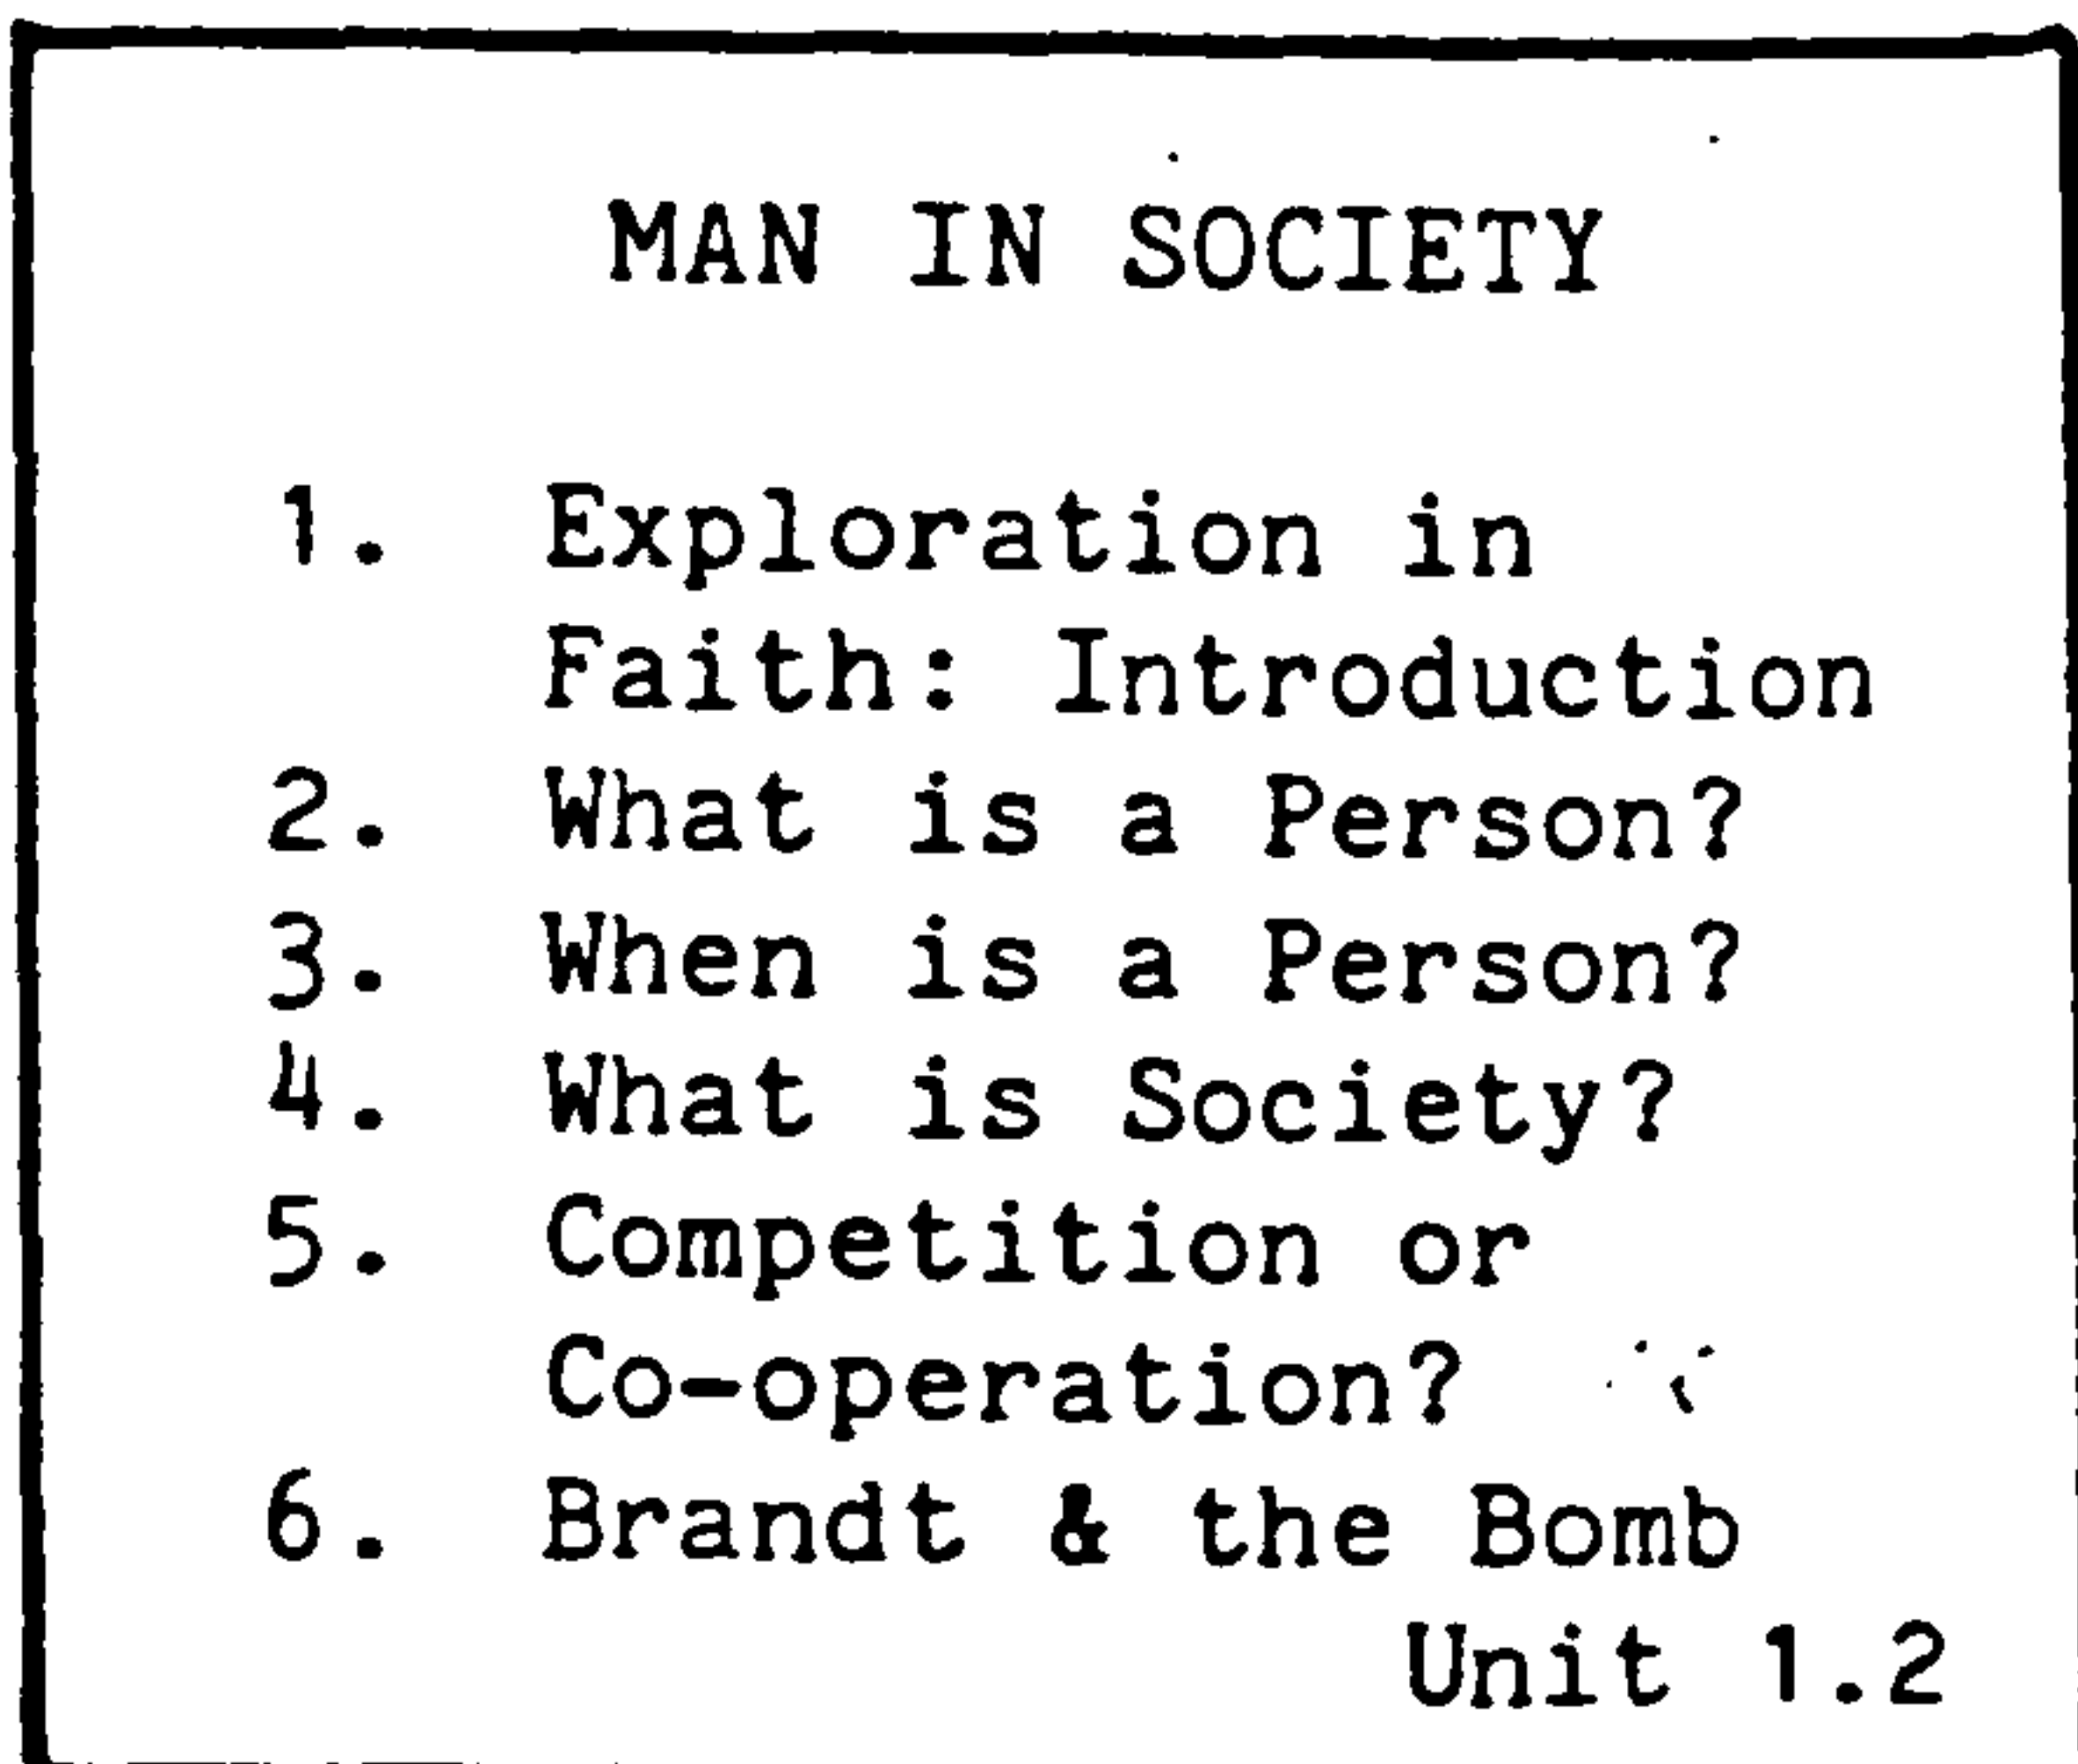 MAN IN SOCIETY
1. Exploration in
Faith: Introduction
2. What is a Person?
3. When is a Person?
4. What is Society?
5. Competition or
Co-operation?
6. Brandt & the Bomb
Unit 1.2